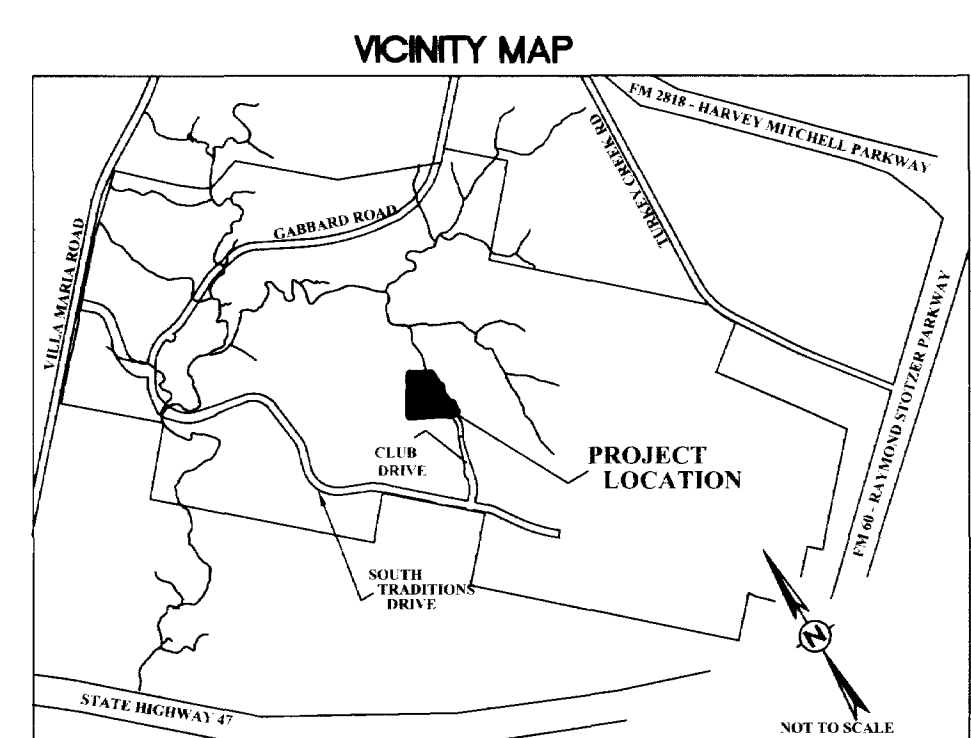 VICINITY MAP
FM 2818 - HARVEY MITCHELL PARKWAY
TURKEY CREEK RD
GABBARD ROAD
VILLA MARIA ROAD
FM 60 - RAYMOND STOTZER PARKWAY
CLUB
DRIVE
PROJECT
LOCATION
SOUTH
TRADITIONS
DRIVE
N
STATE HIGHWAY 47
NOT TO SCALE